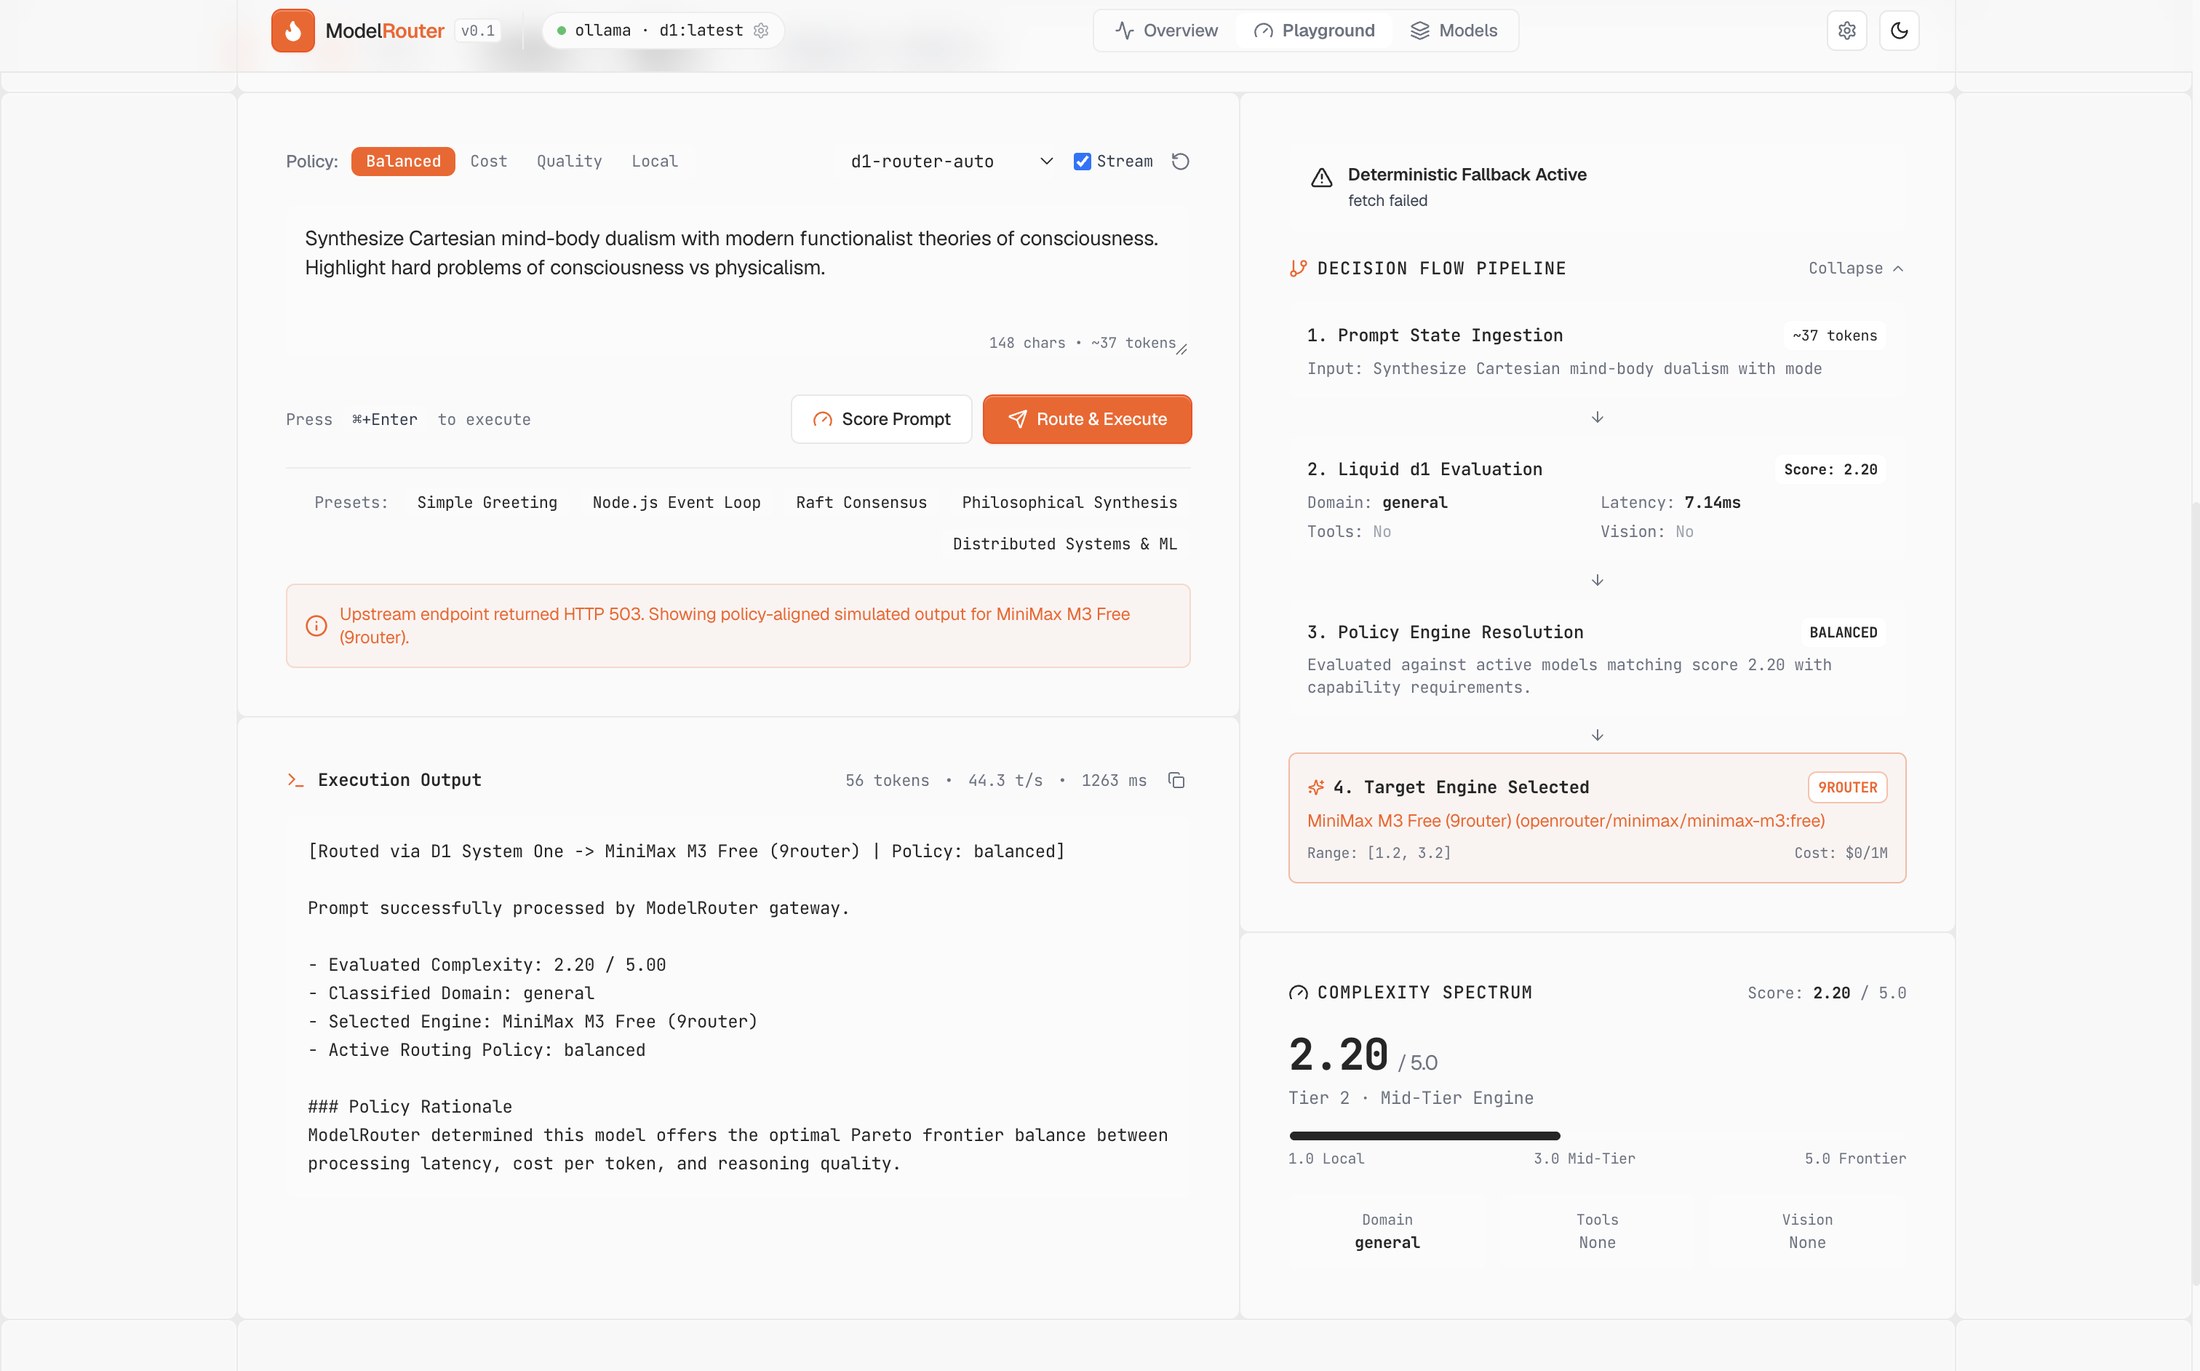 ModelRouter v0.1 ollama · d1:latest Overview Playground Models
Policy: Balanced Cost Quality Local d1-router-auto Stream
Synthesize Cartesian mind-body dualism with modern functionalist theories of consciousness.
Highlight hard problems of consciousness vs physicalism.
148 chars • ~37 tokens
Press ⌘+Enter to execute Score Prompt Route & Execute
Presets: Simple Greeting Node.js Event Loop Raft Consensus Philosophical Synthesis
Distributed Systems & ML
Upstream endpoint returned HTTP 503. Showing policy-aligned simulated output for MiniMax M3 Free
(9router).
Execution Output 56 tokens • 44.3 t/s • 1263 ms
[Routed via D1 System One -> MiniMax M3 Free (9router) | Policy: balanced]
Prompt successfully processed by ModelRouter gateway.
- Evaluated Complexity: 2.20 / 5.00
- Classified Domain: general
- Selected Engine: MiniMax M3 Free (9router)
- Active Routing Policy: balanced
### Policy Rationale
ModelRouter determined this model offers the optimal Pareto frontier balance between
processing latency, cost per token, and reasoning quality.
Deterministic Fallback Active
fetch failed
DECISION FLOW PIPELINE Collapse
1. Prompt State Ingestion ~37 tokens
Input: Synthesize Cartesian mind-body dualism with mode
2. Liquid d1 Evaluation Score: 2.20
Domain: general Latency: 7.14ms
Tools: No Vision: No
3. Policy Engine Resolution BALANCED
Evaluated against active models matching score 2.20 with
capability requirements.
4. Target Engine Selected 9ROUTER
MiniMax M3 Free (9router) (openrouter/minimax/minimax-m3:free)
Range: [1.2, 3.2] Cost: $0/1M
COMPLEXITY SPECTRUM Score: 2.20 / 5.0
2.20 / 5.0
Tier 2 · Mid-Tier Engine
1.0 Local 3.0 Mid-Tier 5.0 Frontier
Domain Tools Vision
general None None